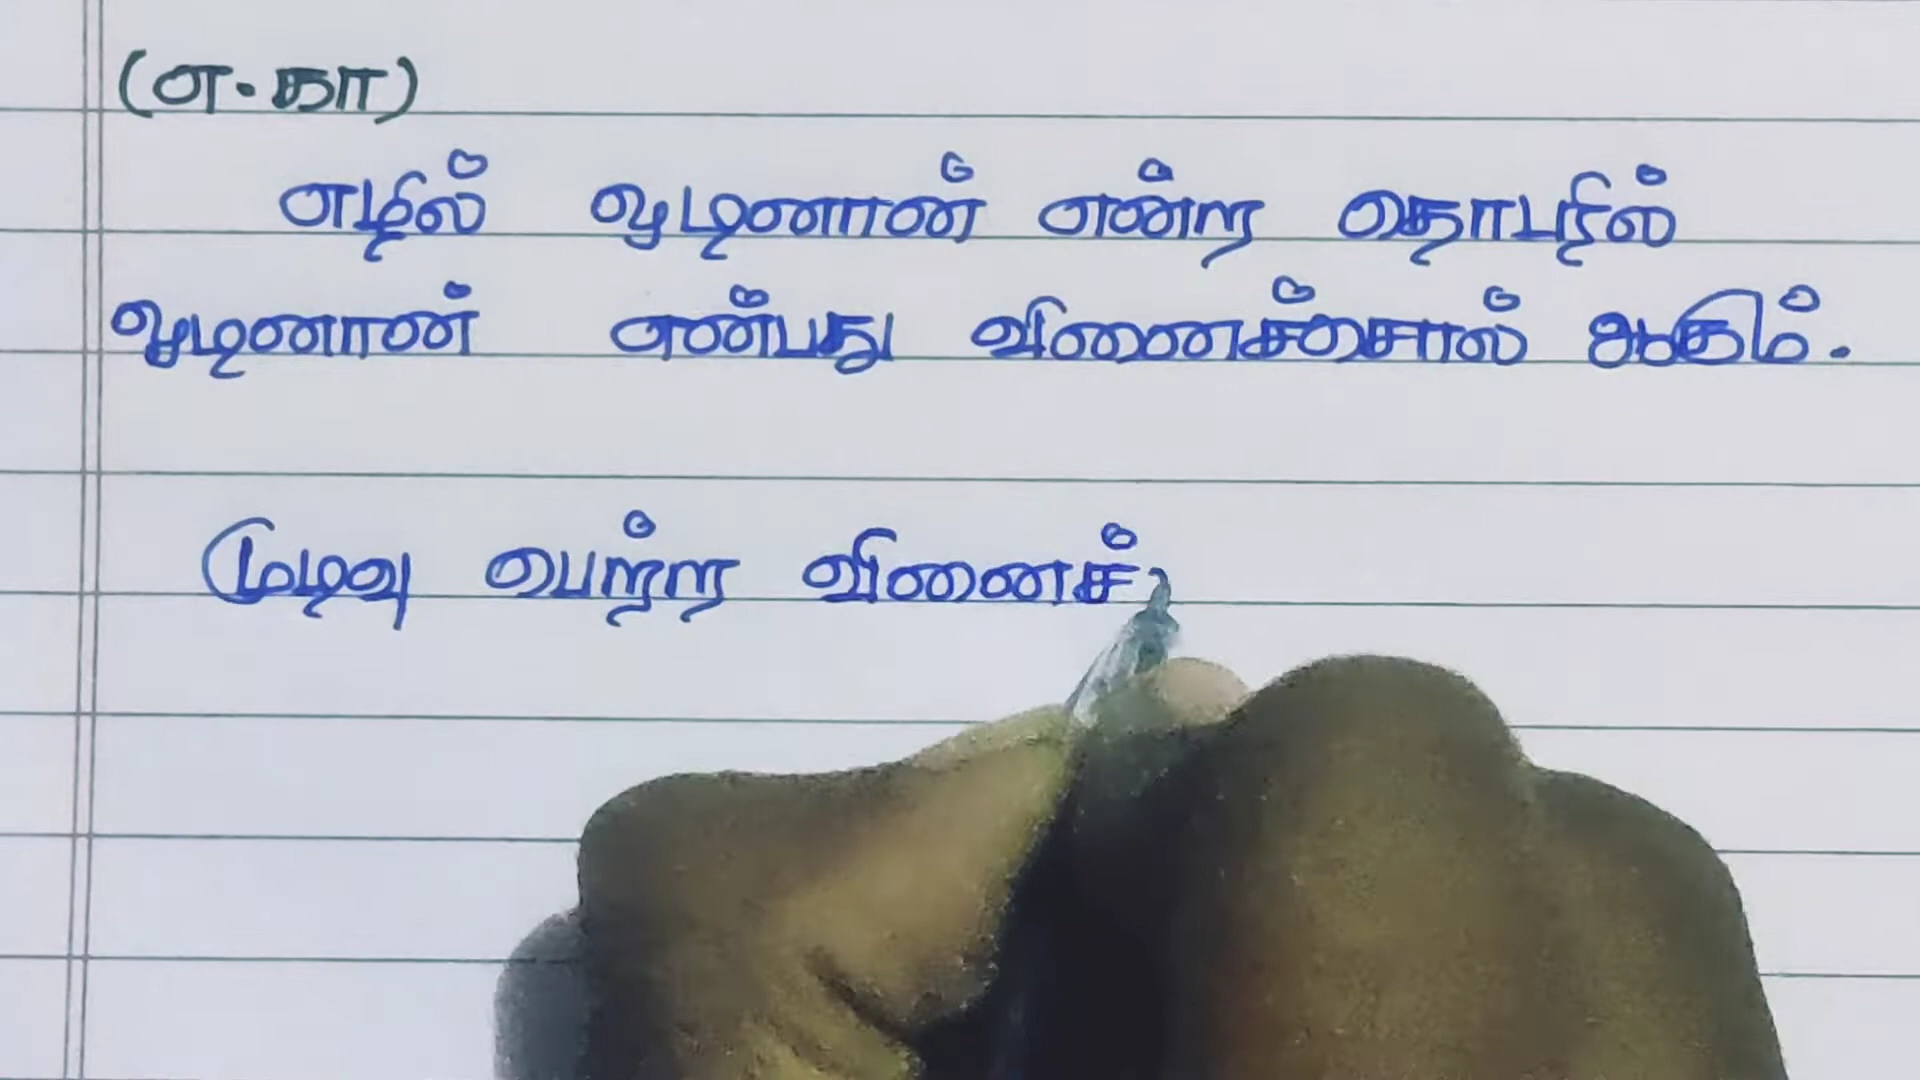 (எ.கா)
எழில் ஓடினான் என்ற தொடரில்
ஓடினான் என்பது வினைச்சொல் ஆகும்.
முடிவு பெற்ற வினைச்